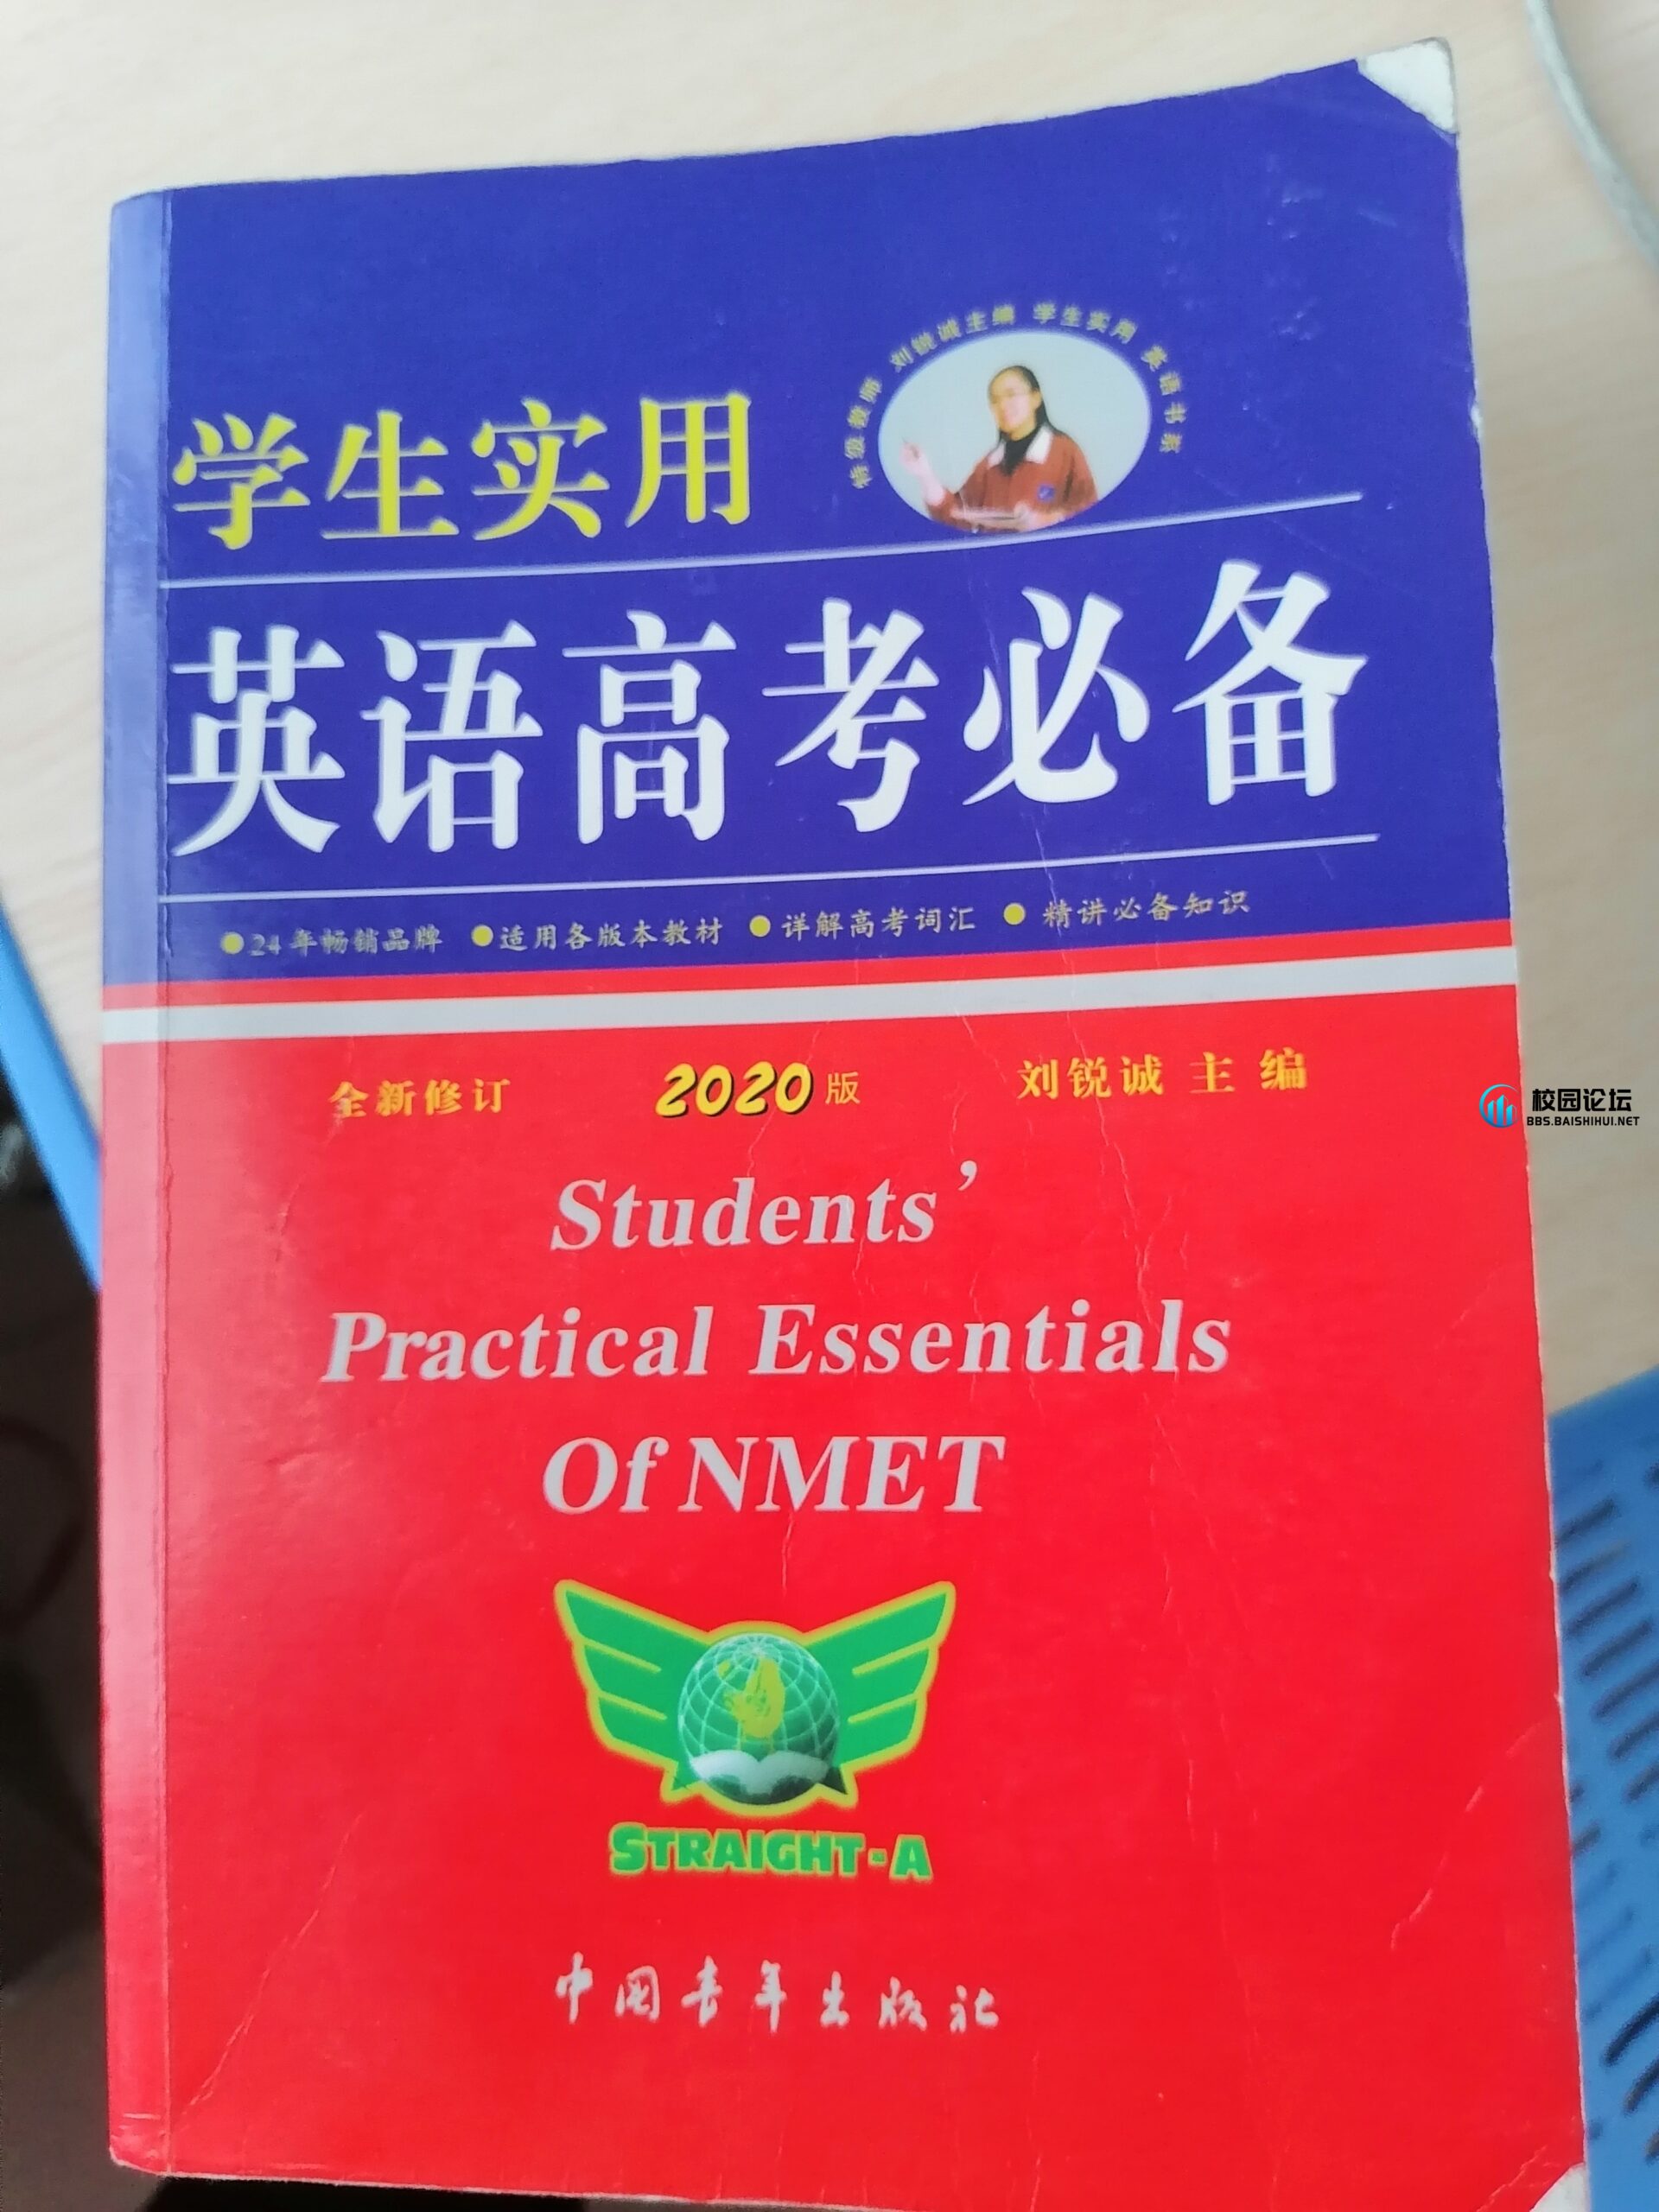 特级教师 刘锐诚主编 学生实用 英语书系
学生实用
英语高考必备
●24年畅销品牌 ●适用各版本教材 ●详解高考词汇 ●精讲必备知识
全新修订 2020版 刘锐诚 主编
校园论坛
BBS.BAISHIHUI.NET
Students’
Practical Essentials
Of NMET
STRAIGHT-A
中国青年出版社